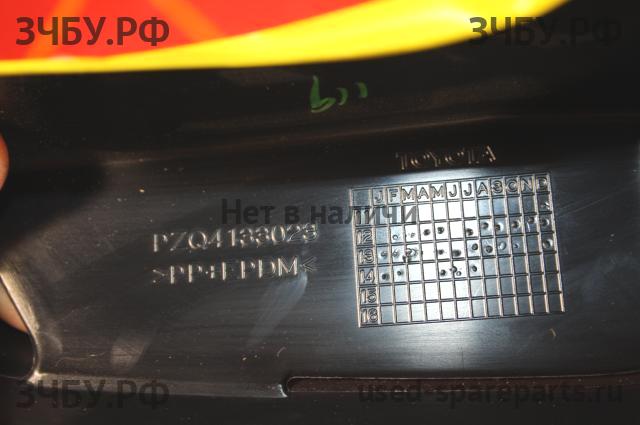 ЗЧБУ.РФ
ЗЧБУ.РФ
TOYOTA
J F M A M J J A S O N D
Нет в наличии
PZQ4133023
12
13
>PP+EPDM<
14
15
16
ЗЧБУ.РФ
used-spareparts.ru